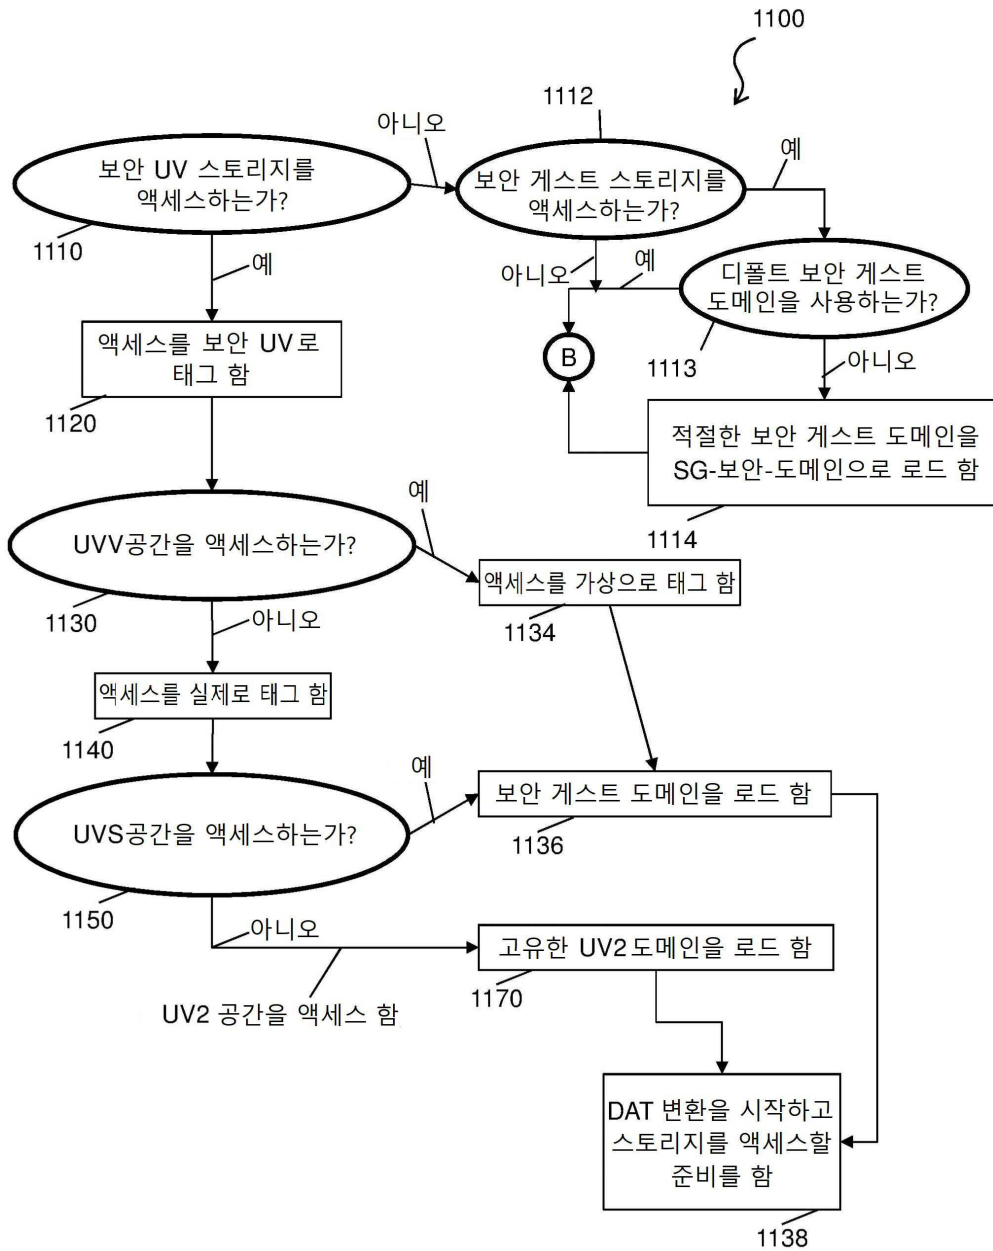 1100
1112
아니오
예
보안 UV 스토리지를
액세스하는가?
보안 게스트 스토리지를
액세스하는가?
1110
예
아니오
예
디폴트 보안 게스트
도메인을 사용하는가?
액세스를 보안 UV로
태그 함
B
1113
아니오
1120
적절한 보안 게스트 도메인을
SG-보안-도메인으로 로드 함
예
1114
UVV공간을 액세스하는가?
액세스를 가상으로 태그 함
1130
아니오
1134
액세스를 실제로 태그 함
1140
예
보안 게스트 도메인을 로드 함
UVS공간을 액세스하는가?
1136
1150
아니오
고유한 UV2도메인을 로드 함
1170
UV2 공간을 액세스 함
DAT 변환을 시작하고
스토리지를 액세스할
준비를 함
1138